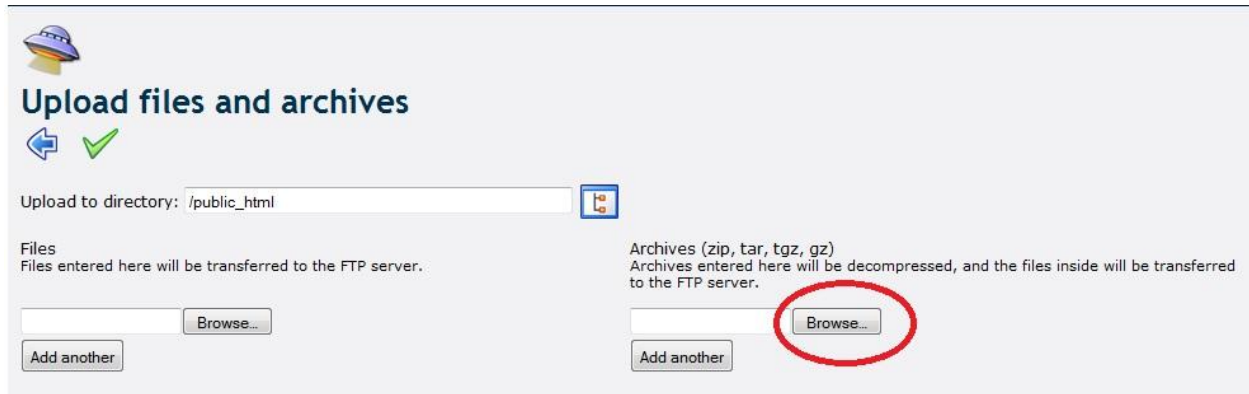 Upload files and archives
Upload to directory: /public_html
Files
Files entered here will be transferred to the FTP server.
Browse...
Add another
Archives (zip, tar, tgz, gz)
Archives entered here will be decompressed, and the files inside will be transferred
to the FTP server.
Browse...
Add another